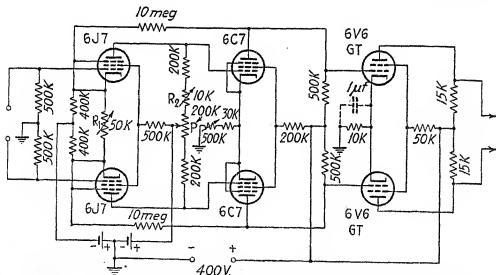 10 meg
6J7
6C7
6V6
GT
200K
R2
10K
200K
P
30K
500K
500K
400K
R1
50K
500K
400K
500K
200K
500K
1µf
10K
50K
15K
15K
200K
500K
6J7
6C7
6V6
GT
10 meg
- + - +
- +
400V.